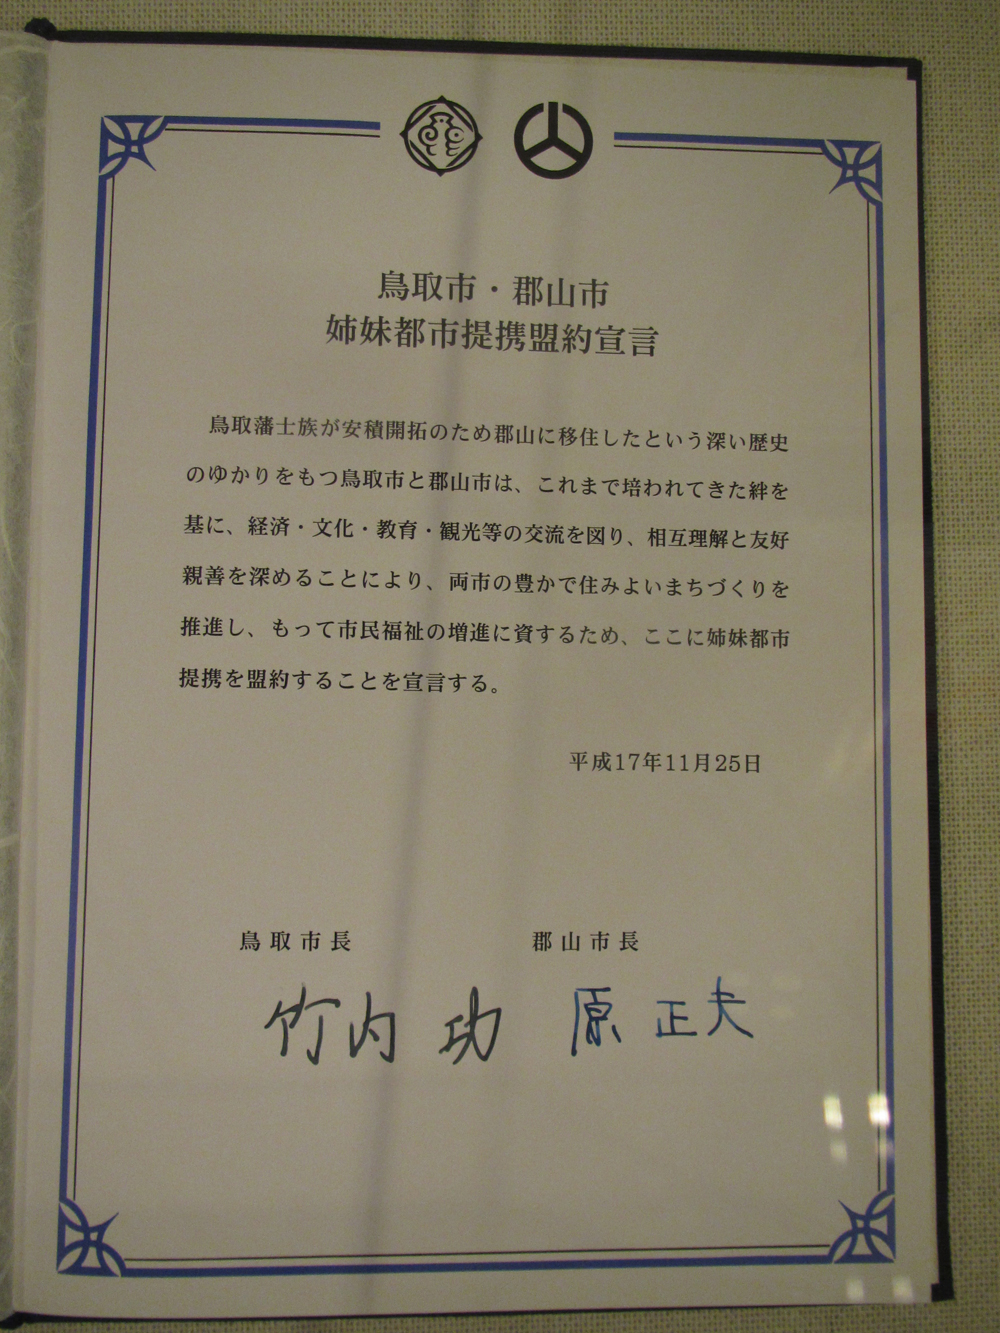 鳥取市・郡山市
姉妹都市提携盟約宣言
鳥取藩士族が安積開拓のため郡山に移住したという深い歴史
のゆかりをもつ鳥取市と郡山市は、これまで培われてきた絆を
基に、経済・文化・教育・観光等の交流を図り、相互理解と友好
親善を深めることにより、両市の豊かで住みよいまちづくりを
推進し、もって市民福祉の増進に資するため、ここに姉妹都市
提携を盟約することを宣言する。
平成17年11月25日
鳥取市長 郡山市長
竹内 功 原 正夫